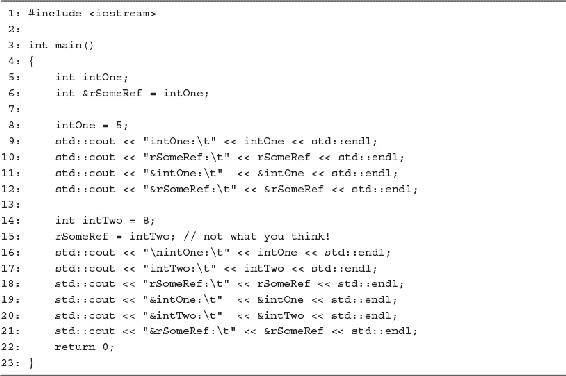 1: #include <iostream>
2:
3: int main()
4: {
5:     int intOne;
6:     int &rSomeRef = intOne;
7:
8:     intOne = 5;
9:     std::cout << "intOne:\t" << intOne << std::endl;
10:     std::cout << "rSomeRef:\t" << rSomeRef << std::endl;
11:     std::cout << "&intOne:\t"  << &intOne << std::endl;
12:     std::cout << "&rSomeRef:\t" << &rSomeRef << std::endl;
13:
14:     int intTwo = 8;
15:     rSomeRef = intTwo; // not what you think!
16:     std::cout << "\nintOne:\t" << intOne << std::endl;
17:     std::cout << "intTwo:\t" << intTwo << std::endl;
18:     std::cout << "rSomeRef:\t" << rSomeRef << std::endl;
19:     std::cout << "&intOne:\t"  << &intOne << std::endl;
20:     std::cout << "&intTwo:\t"  << &intTwo << std::endl;
21:     std::cout << "&rSomeRef:\t" << &rSomeRef << std::endl;
22:     return 0;
23: }